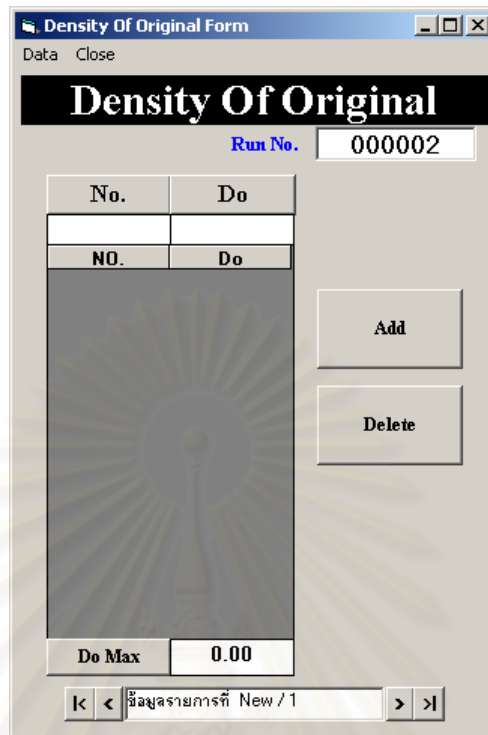 Density Of Original Form
Data Close
Density Of Original
Run No. 000002
No. Do
NO. Do
Add
Delete
Do Max 0.00
ข้อมูลรายการที่ New / 1